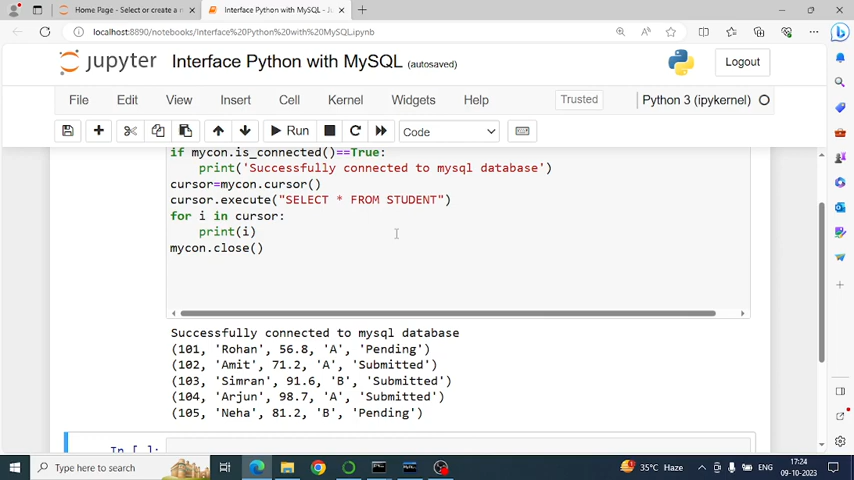 Home Page - Select or create a n
Interface Python with MySQL - Ju
localhost:8890/notebooks/Interface%20Python%20with%20MySQL.ipynb
jupyter
Interface Python with MySQL (autosaved)
Logout
File Edit View Insert Cell Kernel Widgets Help
Trusted
Python 3 (ipykernel)
Run
Code
if mycon.is_connected()==True:
print('Successfully connected to mysql database')
cursor=mycon.cursor()
cursor.execute("SELECT * FROM STUDENT")
for i in cursor:
print(i)
mycon.close()
Successfully connected to mysql database
(101, 'Rohan', 56.8, 'A', 'Pending')
(102, 'Amit', 71.2, 'A', 'Submitted')
(103, 'Simran', 91.6, 'B', 'Submitted')
(104, 'Arjun', 98.7, 'A', 'Submitted')
(105, 'Neha', 81.2, 'B', 'Pending')
In [ ]:
Type here to search
35°C Haze
ENG
17:24
09-10-2023